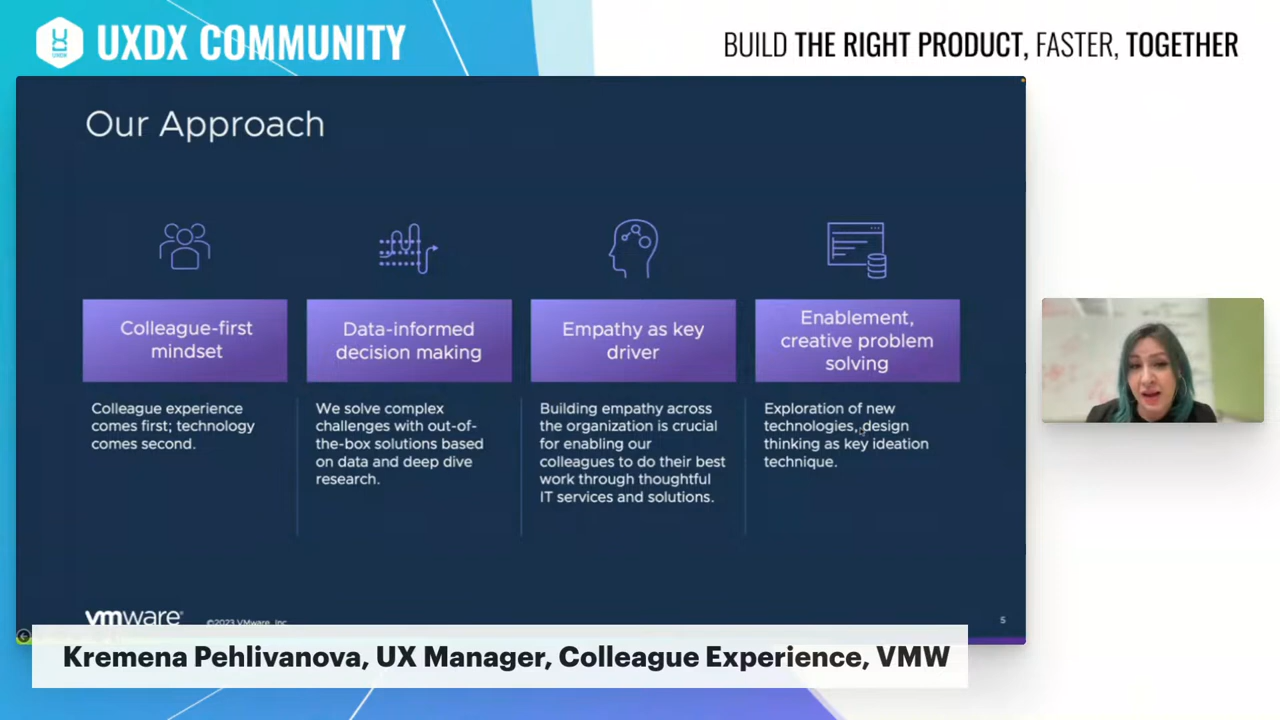 UXDX COMMUNITY
BUILD THE RIGHT PRODUCT, FASTER, TOGETHER
Our Approach
Colleague-first
mindset
Colleague experience
comes first; technology
comes second.
Data-informed
decision making
We solve complex
challenges with out-of-
the-box solutions based
on data and deep dive
research.
Empathy as key
driver
Building empathy across
the organization is crucial
for enabling our
colleagues to do their best
work through thoughtful
IT services and solutions.
Enablement,
creative problem
solving
Exploration of new
technologies, design
thinking as key ideation
technique.
vmware®
©2023 VMware, Inc.
5
Kremena Pehlivanova, UX Manager, Colleague Experience, VMW